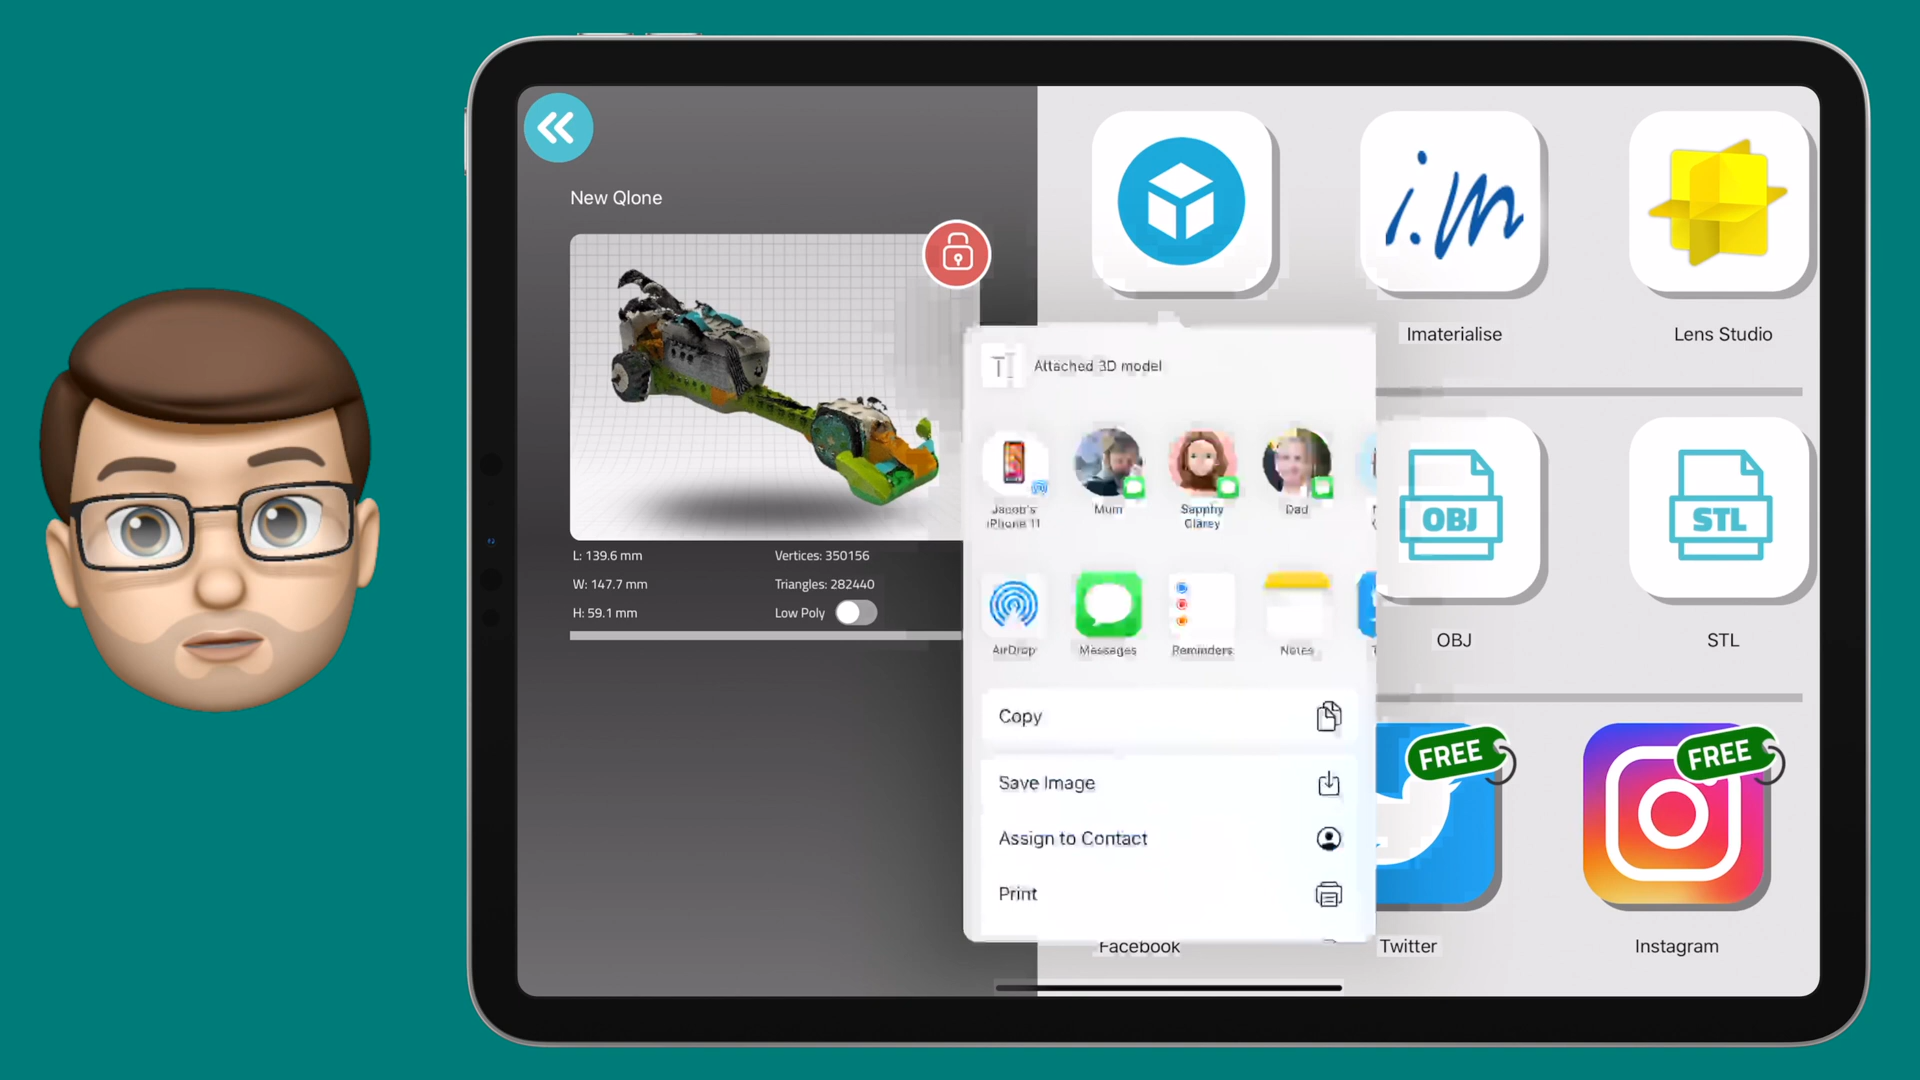 New Qlone
L: 139.6 mm
W: 147.7 mm
H: 59.1 mm
Vertices: 350156
Triangles: 282440
Low Poly
Attached 3D model
Jacob's
iPhone 11
Mum
Sapphy
Clarey
Dad
AirDrop
Messages
Reminders
Notes
Copy
Save Image
Assign to Contact
Print
i.m
Imaterialise
Lens Studio
OBJ
STL
OBJ
STL
FREE
FREE
Facebook
Twitter
Instagram